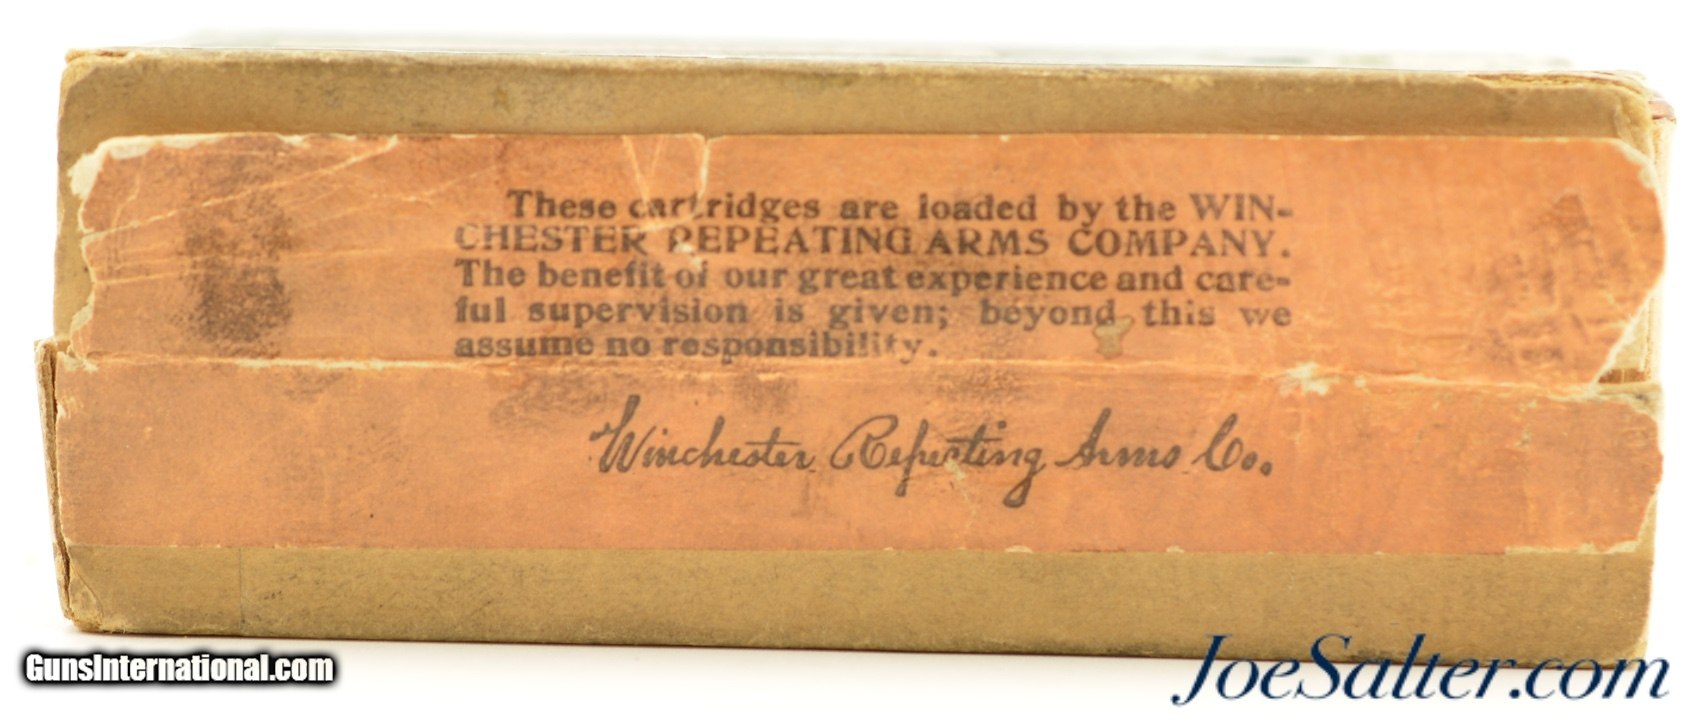 These cartridges are loaded by the WIN-
CHESTER REPEATING ARMS COMPANY.
The benefit of our great experience and care-
ful supervision is given; beyond this we
assume no responsibility.
Winchester Repeating Arms Co.
GunsInternational.com
JoeSalter.com